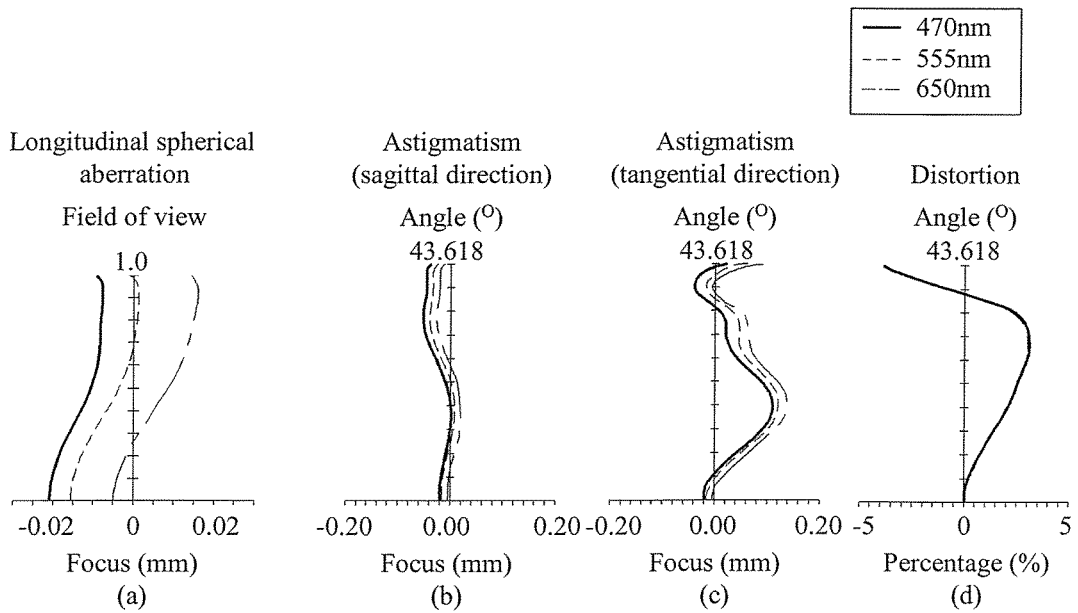 470nm
555nm
650nm
Longitudinal spherical
aberration
Field of view
1.0
-0.02 0 0.02
Focus (mm)
(a)
Astigmatism
(sagittal direction)
Angle (O)
43.618
-0.20 0.00 0.20
Focus (mm)
(b)
Astigmatism
(tangential direction)
Angle (O)
43.618
-0.20 0.00 0.20
Focus (mm)
(c)
Distortion
Angle (O)
43.618
-5 0 5
Percentage (%)
(d)